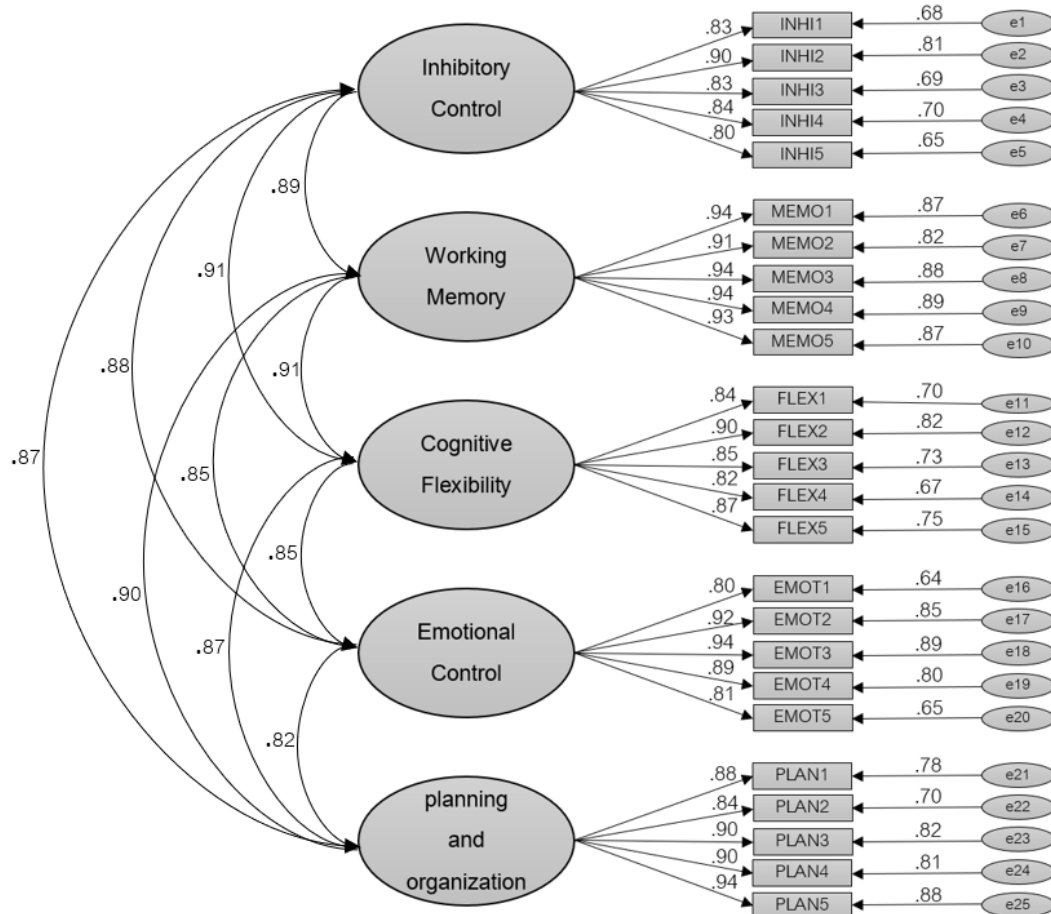 Inhibitory
Control
.83 INHI1 .68 e1
.90 INHI2 .81 e2
.83 INHI3 .69 e3
.84 INHI4 .70 e4
.80 INHI5 .65 e5
.89
Working
Memory
.94 MEMO1 .87 e6
.91 MEMO2 .82 e7
.94 MEMO3 .88 e8
.94 MEMO4 .89 e9
.93 MEMO5 .87 e10
.91
.88
.91
Cognitive
Flexibility
.84 FLEX1 .70 e11
.90 FLEX2 .82 e12
.85 FLEX3 .73 e13
.82 FLEX4 .67 e14
.87 FLEX5 .75 e15
.87
.85
.85
.90
Emotional
Control
.80 EMOT1 .64 e16
.92 EMOT2 .85 e17
.94 EMOT3 .89 e18
.89 EMOT4 .80 e19
.81 EMOT5 .65 e20
.87
.82
planning
and
organization
.88 PLAN1 .78 e21
.84 PLAN2 .70 e22
.90 PLAN3 .82 e23
.90 PLAN4 .81 e24
.94 PLAN5 .88 e25